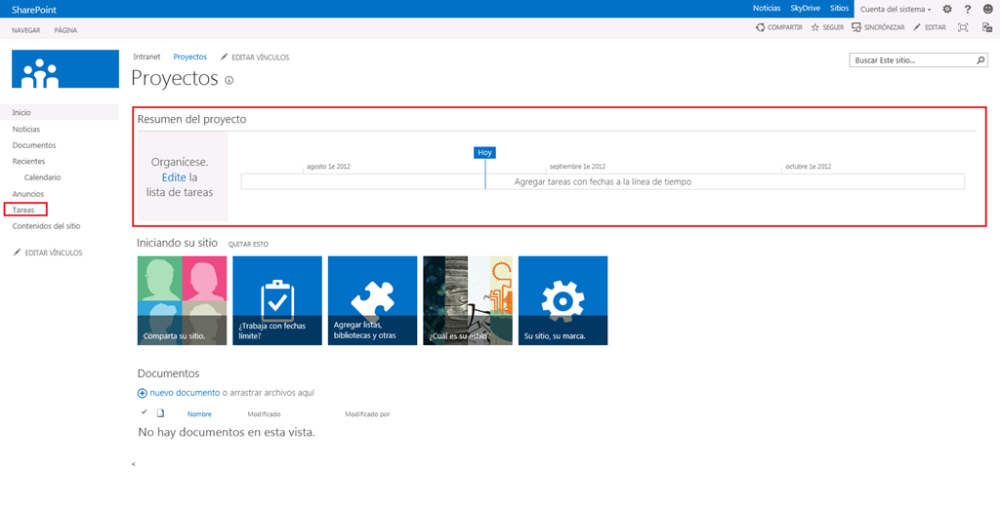 SharePoint
Noticias SkyDrive Sitios Cuenta del sistema ?
NAVEGAR PÁGINA
COMPARTIR SEGUIR SINCRÓNIZAR EDITAR
Intranet Proyectos EDITAR VÍNCULOS
Proyectos
Buscar Este sitio...
Inicio
Noticias
Documentos
Recientes
Calendario
Anuncios
Tareas
Contenidos del sitio
EDITAR VÍNCULOS
Resumen del proyecto
Organícese.
Edite la
lista de tareas
Hoy
agosto 1e 2012 septiembre 1e 2012 octubre 1e 2012
Agregar tareas con fechas a la línea de tiempo
Iniciando su sitio QUITAR ESTO
Comparta su sitio.
¿Trabaja con fechas
límite?
Agregar listas,
bibliotecas y otras
¿Cuál es su estilo?
Su sitio, su marca.
Documentos
nuevo documento o arrastrar archivos aquí
Nombre Modificado Modificado por
No hay documentos en esta vista.
<